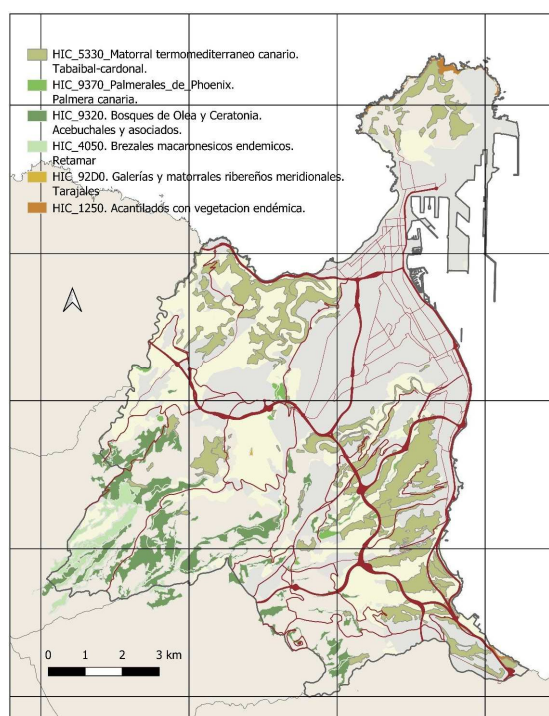 HIC_5330_Matorral termomediterraneo canario.
Tabaibal-cardonal.
HIC_9370_Palmerales_de_Phoenix.
Palmera canaria.
HIC_9320. Bosques de Olea y Ceratonia.
Acebuchales y asociados.
HIC_4050. Brezales macaronesicos endemicos.
Retamar
HIC_92D0. Galerías y matorrales ribereños meridionales.
Tarajales
HIC_1250. Acantilados con vegetacion endémica.
0 1 2 3 km